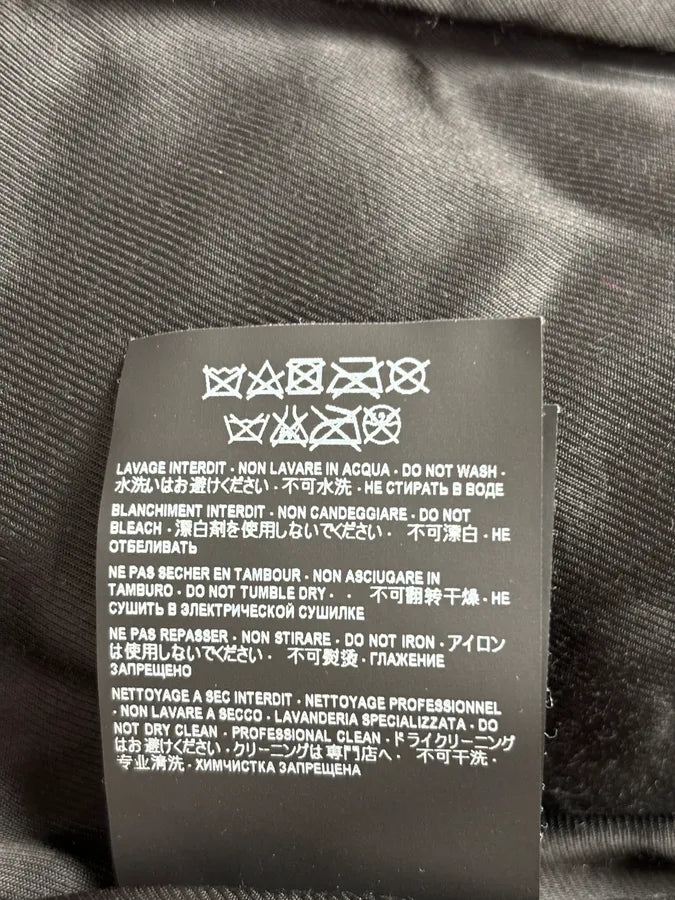 LAVAGE INTERDIT · NON LAVARE IN ACQUA · DO NOT WASH ·
水洗いはお避けください · 不可水洗 · НЕ СТИРАТЬ В ВОДЕ
BLANCHIMENT INTERDIT · NON CANDEGGIARE · DO NOT
BLEACH · 漂白剤を使用しないでください · 不可漂白 · НЕ
ОТБЕЛИВАТЬ
NE PAS SECHER EN TAMBOUR · NON ASCIUGARE IN
TAMBURO · DO NOT TUMBLE DRY · · 不可翻转干燥 · НЕ
СУШИТЬ В ЭЛЕКТРИЧЕСКОЙ СУШИЛКЕ
NE PAS REPASSER · NON STIRARE · DO NOT IRON · アイロン
は使用しないでください · 不可熨烫 · ГЛАЖЕНИЕ
ЗАПРЕЩЕНО
NETTOYAGE A SEC INTERDIT · NETTOYAGE PROFESSIONNEL
· NON LAVARE A SECCO · LAVANDERIA SPECIALIZZATA · DO
NOT DRY CLEAN · PROFESSIONAL CLEAN · ドライクリーニング
はお避けください · クリーニングは専門店へ · 不可干洗 ·
专业清洗 · ХИМЧИСТКА ЗАПРЕЩЕНА